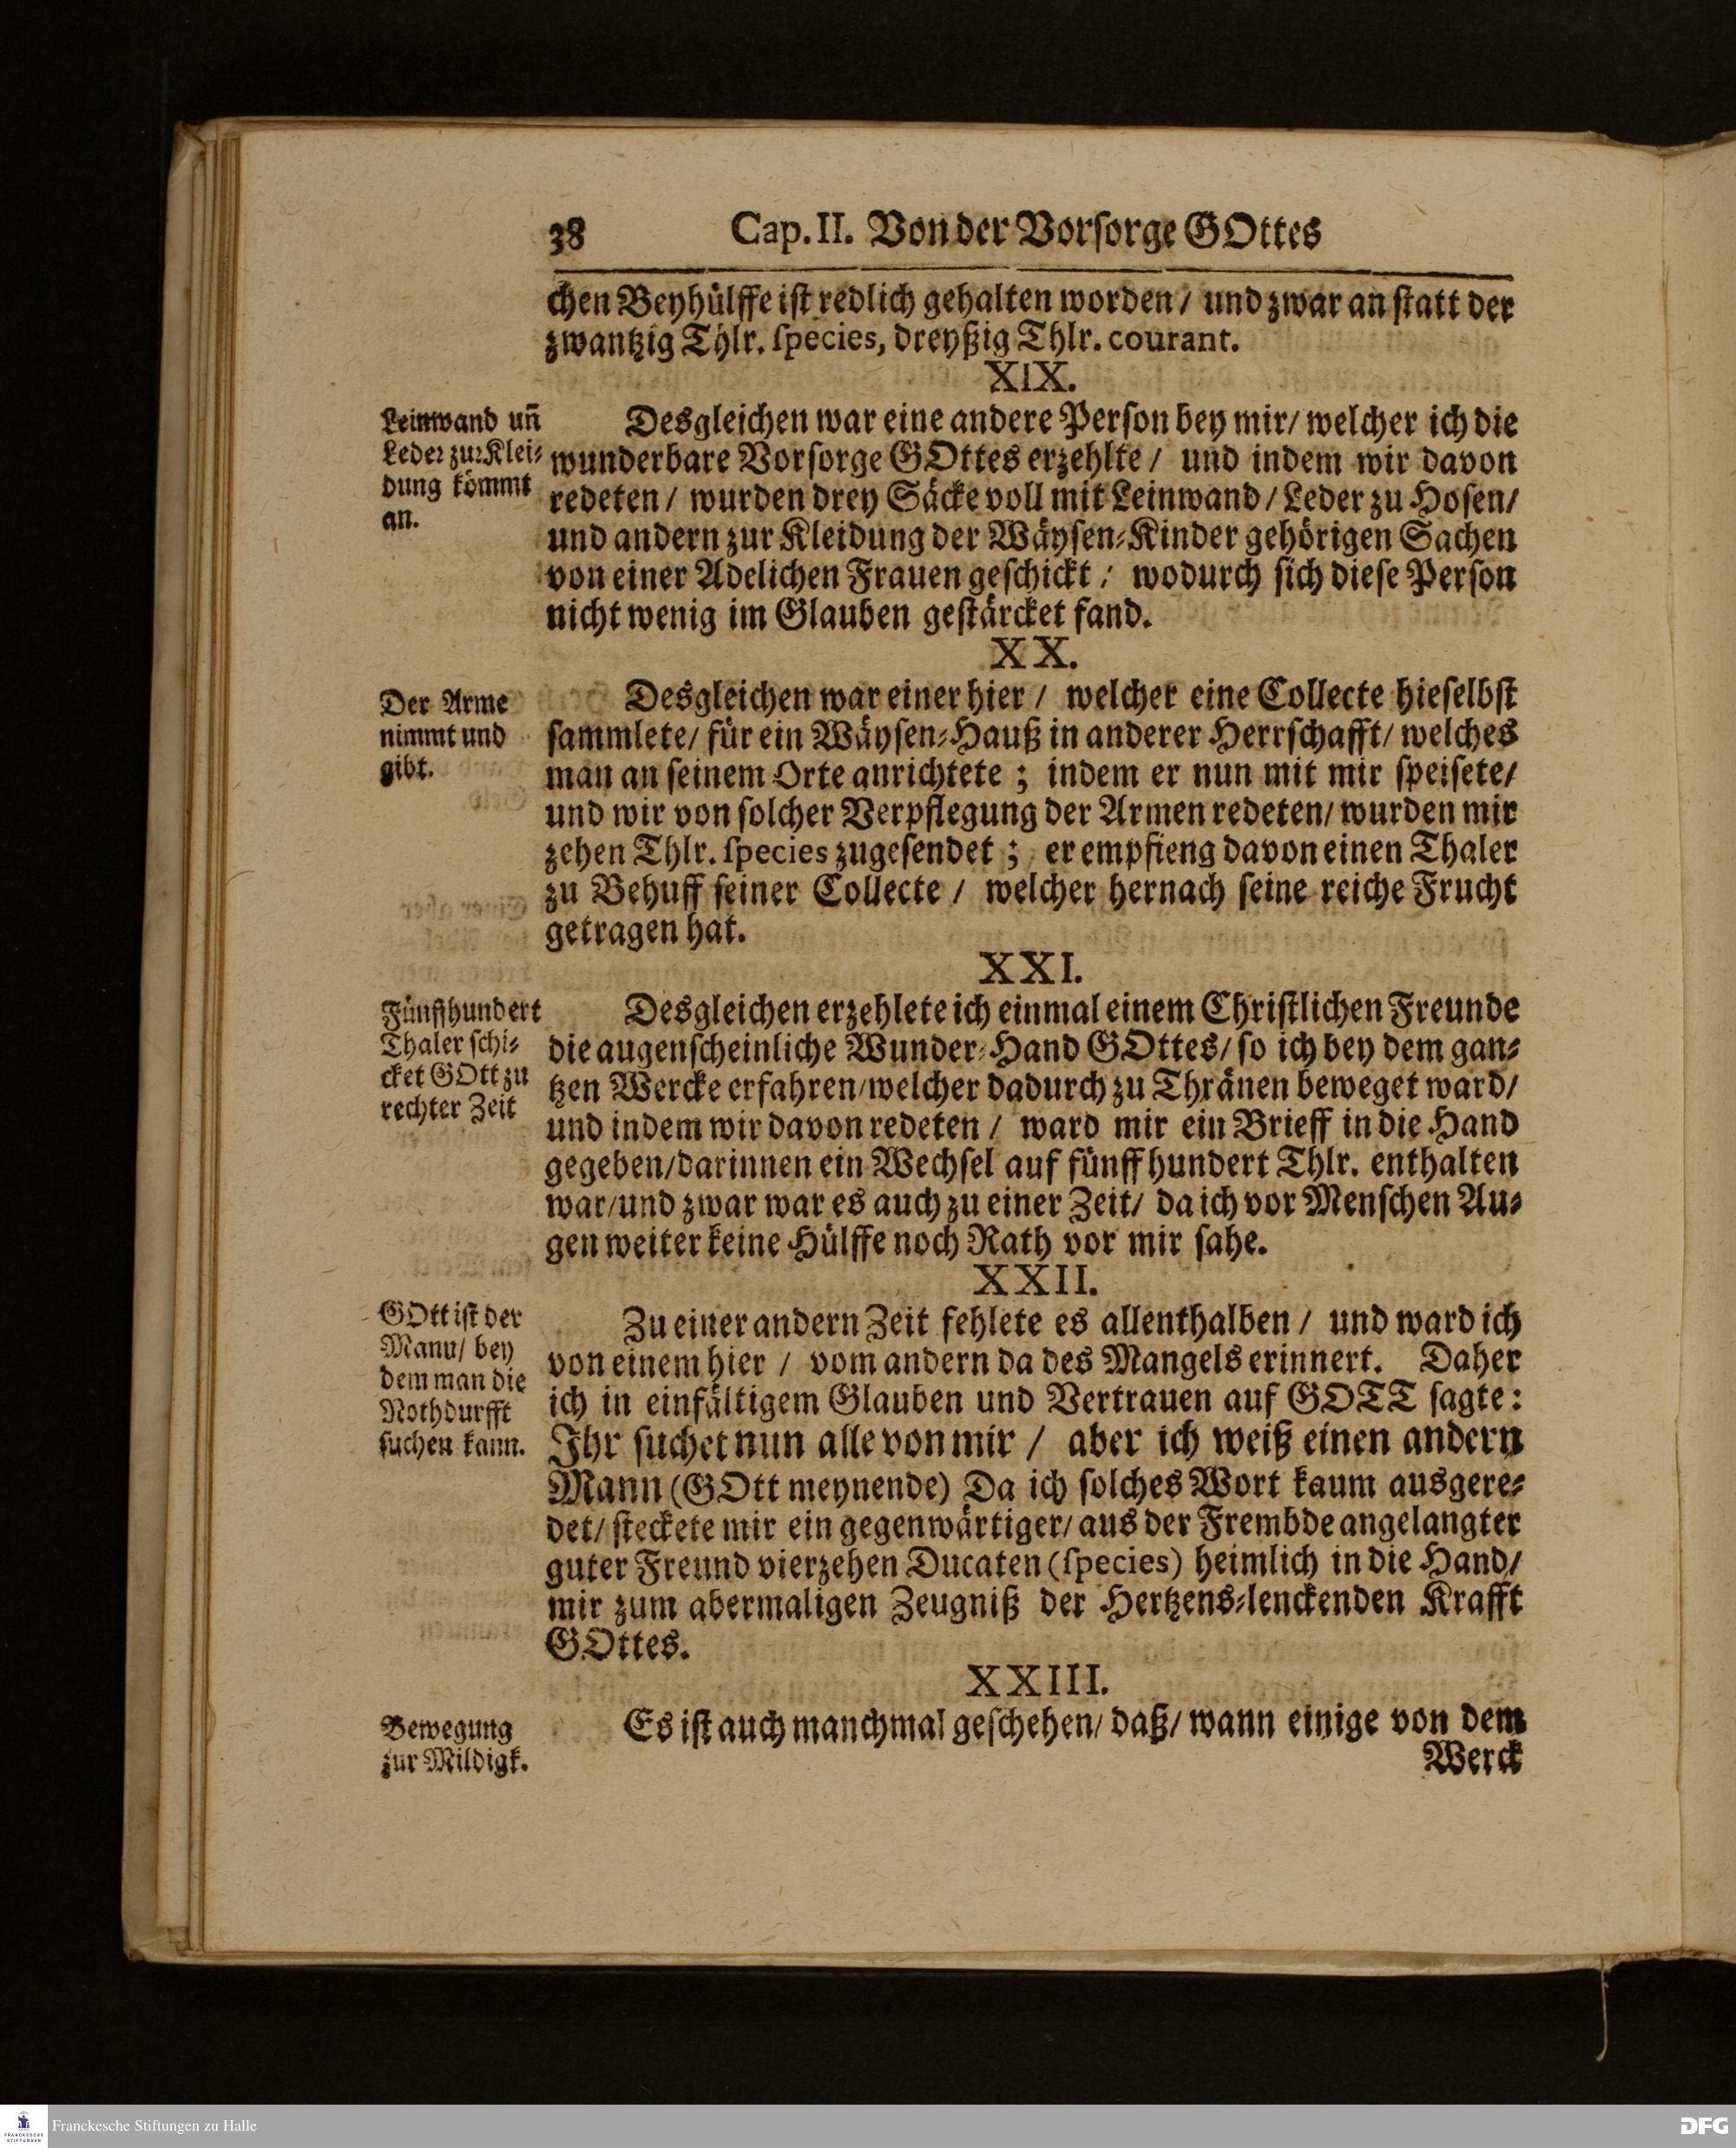 38 Cap. II. Von der Vorsorge GOttes
chen Beyhülffe ist redlich gehalten worden / und zwar an statt der
zwantzig Thlr. species, dreyßig Thlr. courant.
XIX.
Leinwand uñ
Leder zur Klei-
dung kömmt
an.
Desgleichen war eine andere Person bey mir / welcher ich die
wunderbare Vorsorge GOttes erzehlte / und indem wir davon
redeten / wurden drey Säcke voll mit Leinwand / Leder zu Hosen /
und andern zur Kleidung der Wäysen-Kinder gehörigen Sachen
von einer Adelichen Frauen geschickt / wodurch sich diese Person
nicht wenig im Glauben gestärcket fand.
XX.
Der Arme
nimmt und
gibt.
Desgleichen war einer hier / welcher eine Collecte hieselbst
sammlete / für ein Wäysen-Hauß in anderer Herrschafft / welches
man an seinem Orte anrichtete ; indem er nun mit mir speisete /
und wir von solcher Verpflegung der Armen redeten / wurden mir
zehen Thlr. species zugesendet ; er empfieng davon einen Thaler
zu Behuff seiner Collecte / welcher hernach seine reiche Frucht
getragen hat.
XXI.
Fünffhundert
Thaler schi-
cket GOtt zu
rechter Zeit
Desgleichen erzehlete ich einmal einem Christlichen Freunde
die augenscheinliche Wunder-Hand GOttes / so ich bey dem gan-
tzen Wercke erfahren / welcher dadurch zu Thränen beweget ward /
und indem wir davon redeten / ward mir ein Brieff in die Hand
gegeben / darinnen ein Wechsel auf fünff hundert Thlr. enthalten
war / und zwar war es auch zu einer Zeit / da ich vor Menschen Au-
gen weiter keine Hülffe noch Rath vor mir sahe.
XXII.
GOtt ist der
Mann / bey
dem man die
Nothdurfft
suchen kann.
Zu einer andern Zeit fehlete es allenthalben / und ward ich
von einem hier / vom andern da des Mangels erinnert. Daher
ich in einfältigem Glauben und Vertrauen auf GOTT sagte:
Ihr suchet nun alle von mir / aber ich weiß einen andern
Mann (GOtt meynende) Da ich solches Wort kaum ausgere-
det / steckete mir ein gegenwärtiger / aus der Frembde angelangter
guter Freund vierzehen Ducaten (species) heimlich in die Hand /
mir zum abermaligen Zeugniß der Hertzens-lenckenden Krafft
GOttes.
XXIII.
Bewegung
zur Mildigk.
Es ist auch manchmal geschehen / daß / wann einige von dem
Werck
FRANCKESCHE
STIFTUNGEN
Franckesche Stiftungen zu Halle
DFG